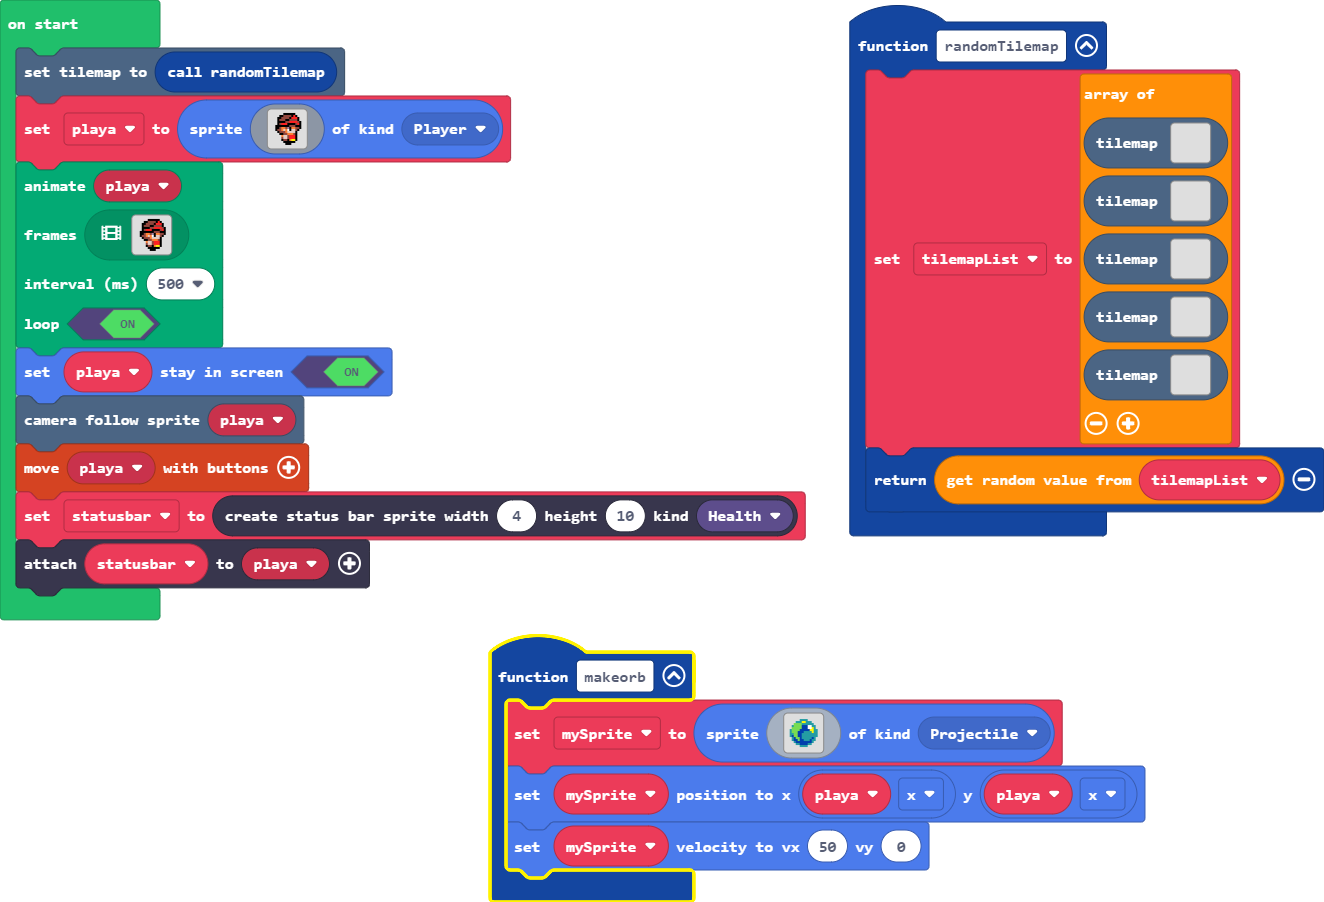 on start
set tilemap to call randomTilemap
set playa to sprite of kind Player
animate playa
frames
interval (ms) 500
loop ON
set playa stay in screen ON
camera follow sprite playa
move playa with buttons
set statusbar to create status bar sprite width 4 height 10 kind Health
attach statusbar to playa
function randomTilemap
array of
tilemap
tilemap
set tilemapList to tilemap
tilemap
tilemap
return get random value from tilemapList
function makeorb
set mySprite to sprite of kind Projectile
set mySprite position to x playa x y playa x
set mySprite velocity to vx 50 vy 0